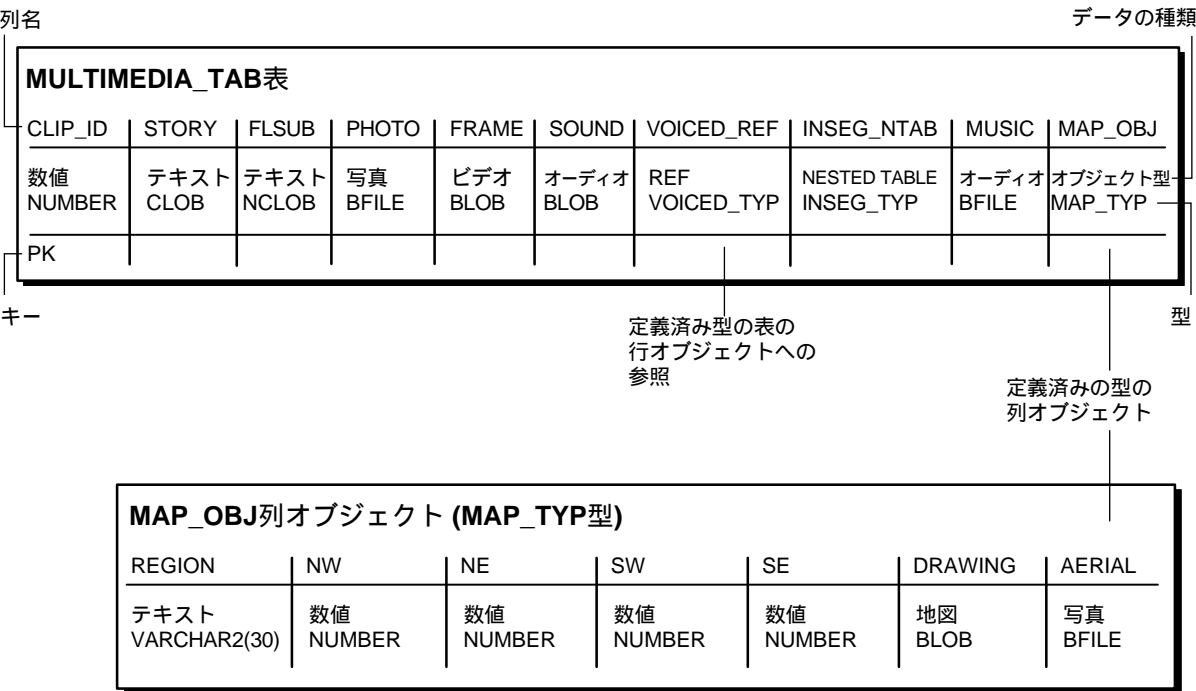 列名
データの種類
MULTIMEDIA_TAB表
CLIP_ID STORY FLSUB PHOTO FRAME SOUND VOICED_REF INSEG_NTAB MUSIC MAP_OBJ
数値 テキスト テキスト 写真 ビデオ オーディオ REF NESTED TABLE オーディオ オブジェクト型
NUMBER CLOB NCLOB BFILE BLOB BLOB VOICED_TYP INSEG_TYP BFILE MAP_TYP
PK
キー
型
定義済み型の表の
行オブジェクトへの
参照
定義済みの型の
列オブジェクト
MAP_OBJ列オブジェクト (MAP_TYP型)
REGION NW NE SW SE DRAWING AERIAL
テキスト 数値 数値 数値 数値 地図 写真
VARCHAR2(30) NUMBER NUMBER NUMBER NUMBER BLOB BFILE